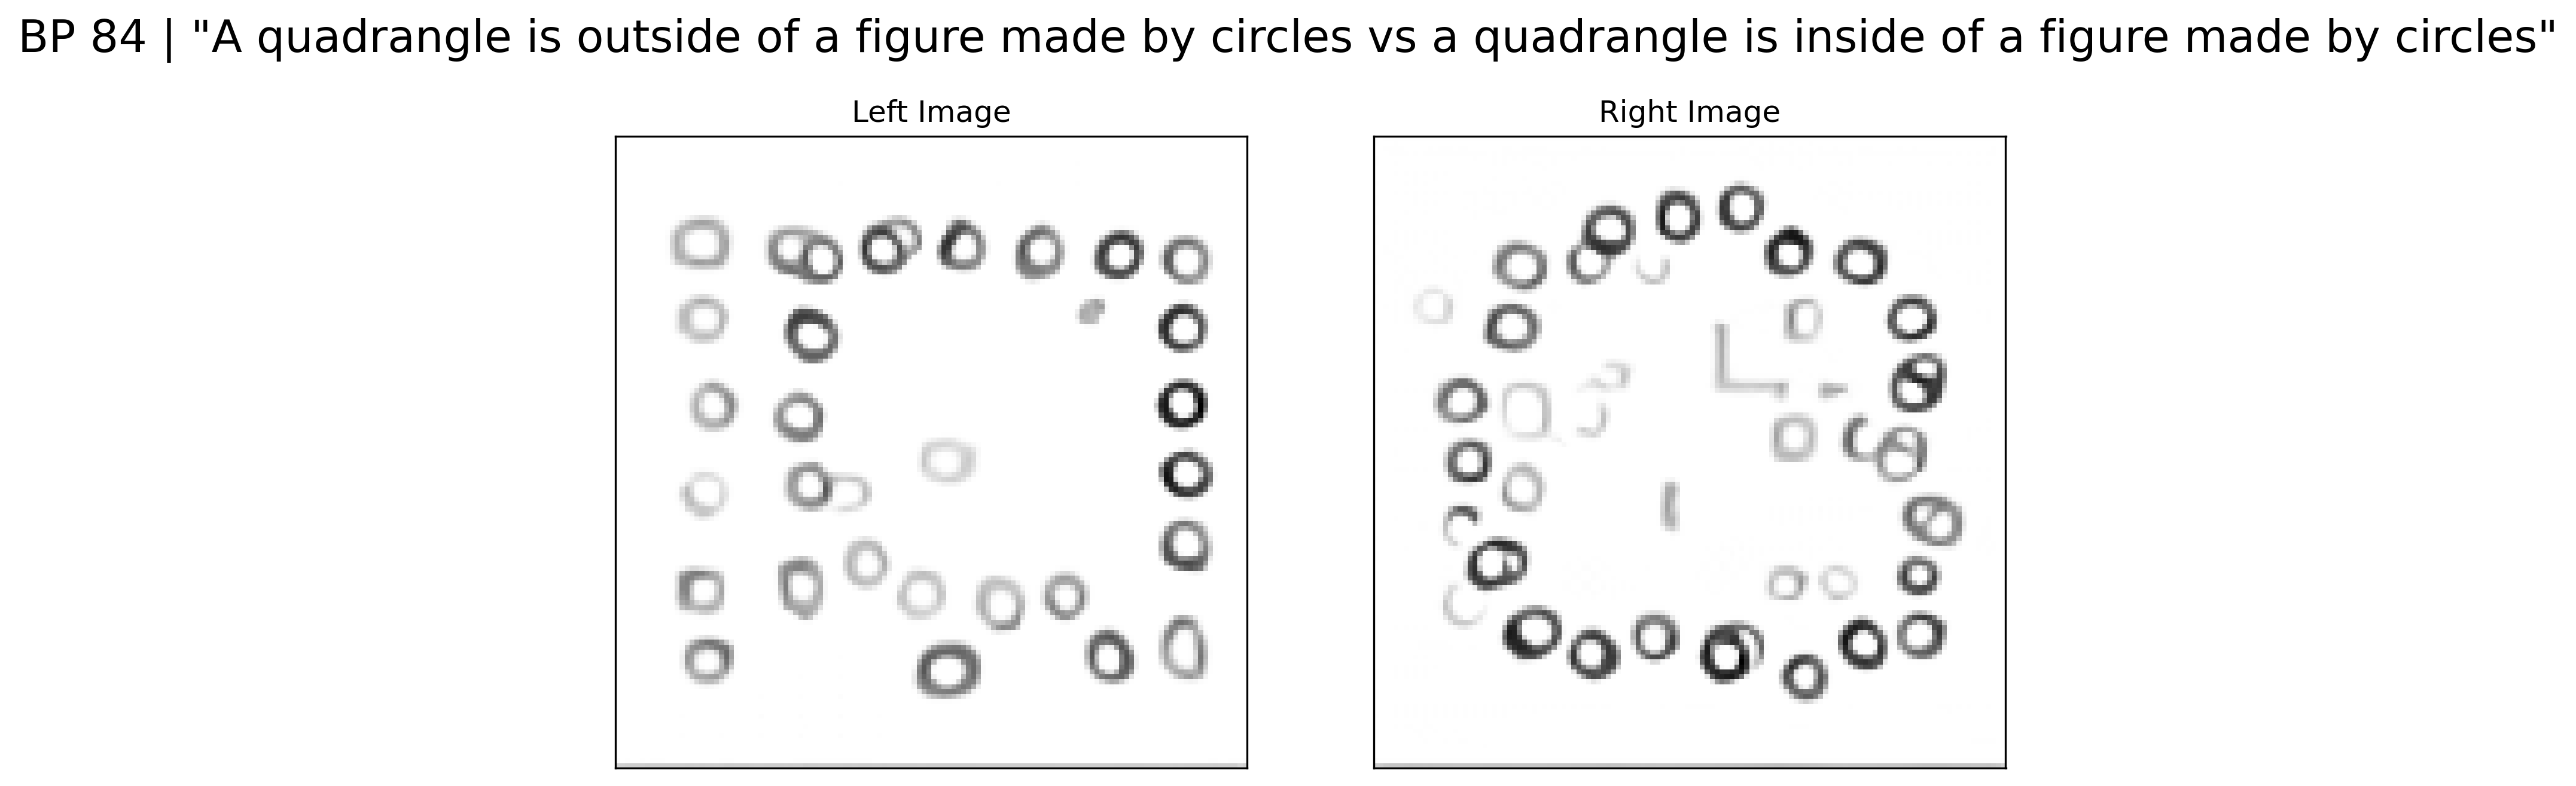 BP 84 | "A quadrangle is outside of a figure made by circles vs a quadrangle is inside of a figure made by circles"
Left Image
Right Image